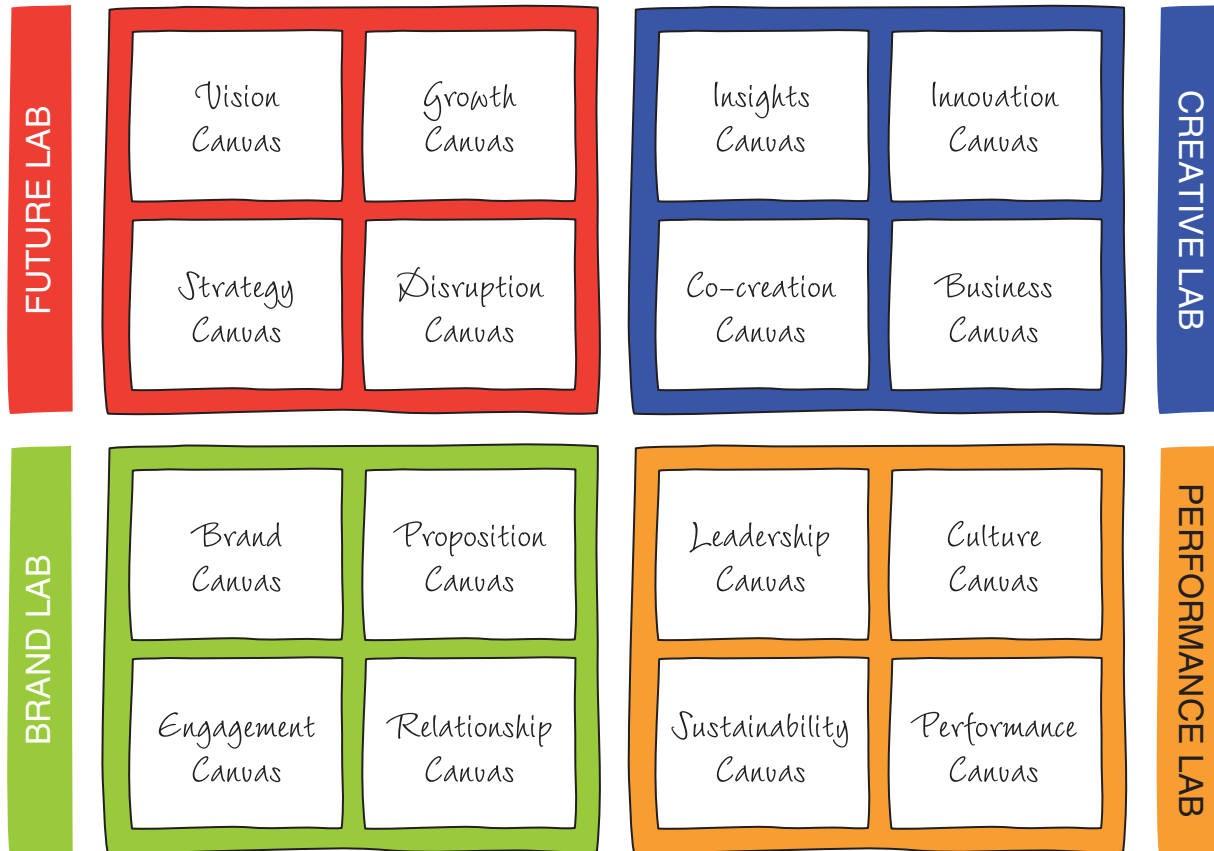 FUTURE LAB
Vision
Canvas
Growth
Canvas
Strategy
Canvas
Disruption
Canvas
Insights
Canvas
Innovation
Canvas
Co-creation
Canvas
Business
Canvas
CREATIVE LAB
BRAND LAB
Brand
Canvas
Proposition
Canvas
Engagement
Canvas
Relationship
Canvas
Leadership
Canvas
Culture
Canvas
Sustainability
Canvas
Performance
Canvas
PERFORMANCE LAB